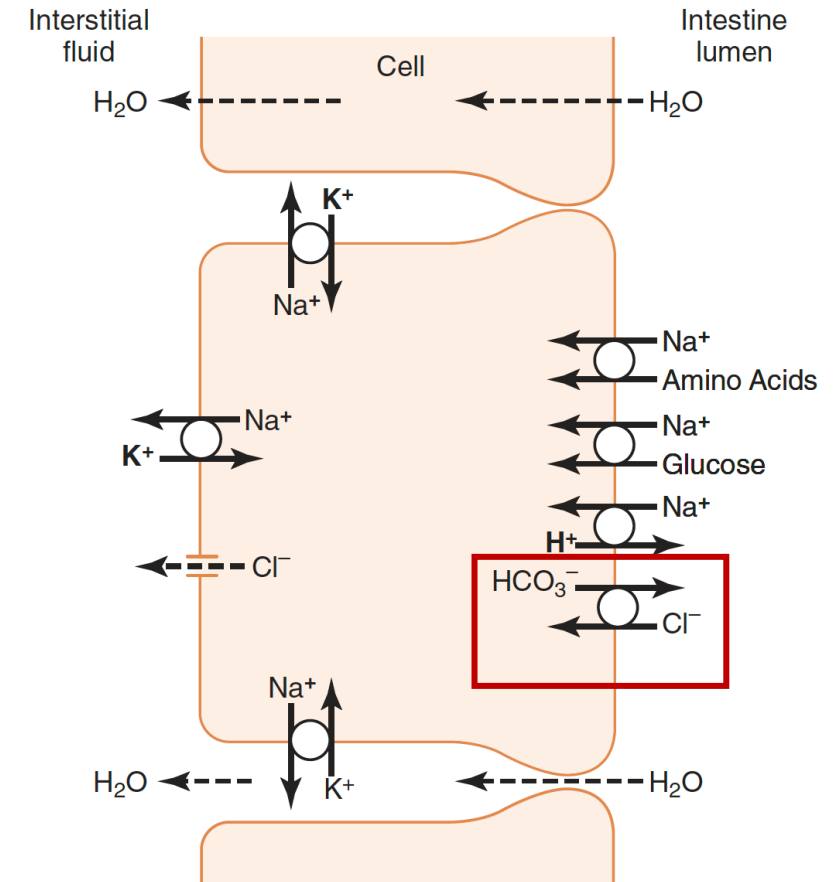 Interstitial
fluid
Intestine
lumen
Cell
H₂O
H₂O
K⁺
Na⁺
Na⁺
Amino Acids
Na⁺
K⁺
Na⁺
Glucose
Na⁺
H⁺
Cl⁻
HCO₃⁻
Cl⁻
Na⁺
K⁺
H₂O
H₂O